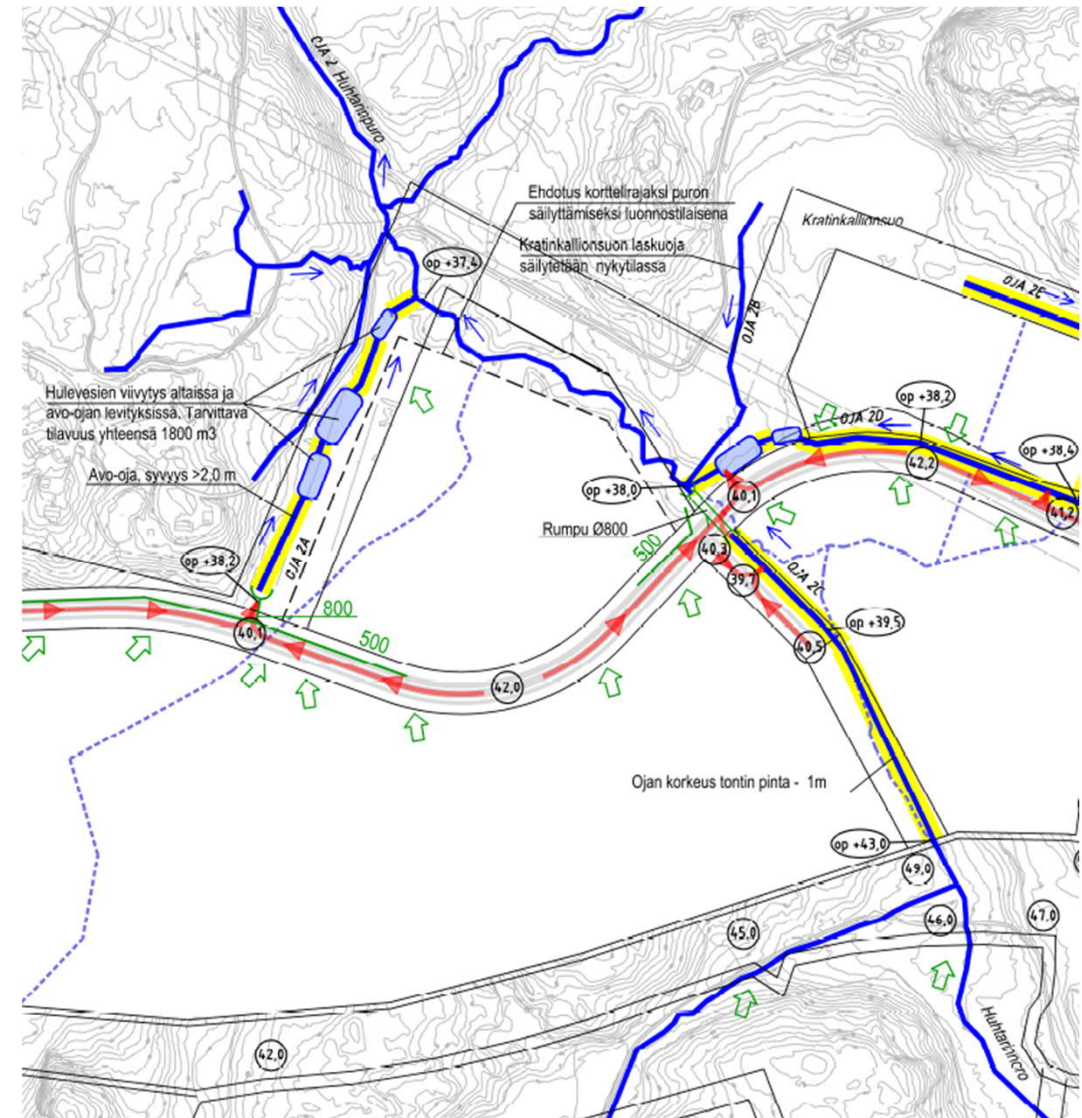 OJA 2 Huhtarinpuro
Ehdotus korttelirajaksi puron
säilyttämiseksi luonnostilaisena
Kratinkallionsuo
Kratinkallionsuon laskuoja
säilytetään nykytilassa
op +37,4
OJA 2E
OJA 2B
Hulevesien viivytys altaissa ja
avo-ojan levityksissä. Tarvittava
tilavuus yhteensä 1800 m3
op +38,2
OJA 2D
op +38,4
42,2
Avo-oja, syvyys >2,0 m
op +38,0
40,1
41,2
Rumpu Ø800
500
40,3
op +38,2
OJA 2A
39,7
OJA 2C
800
op +39,5
40,1
500
40,5
42,0
Ojan korkeus tontin pinta - 1m
op +43,0
49,0
45,0
46,0
47,0
42,0